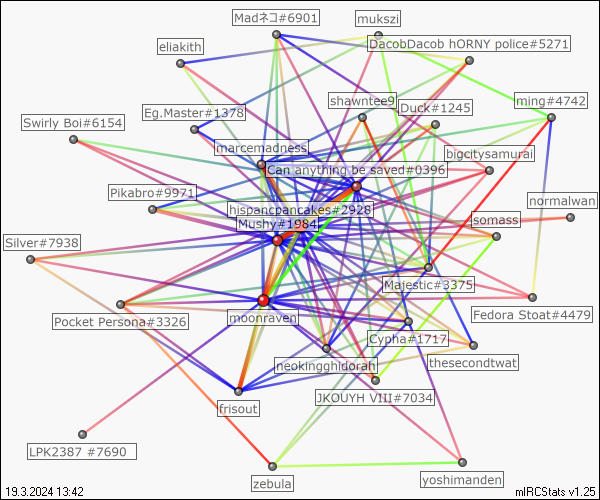 Madネコ#6901
mukszi
eliakith
DacobDacob hORNY police#5271
shawntee9
Duck#1245
ming#4742
Eg.Master#1378
Swirly Boi#6154
marcemadness
bigcitysamurai
Can anything be saved#0396
Pikabro#9971
normalwan
hispancpancakes#2928
Mushy#1984
somass
Silver#7938
Majestic#3375
Pocket Persona#3326
moonraven
Fedora Stoat#4479
Cypha#1717
neokingghidorah
thesecondtwat
JKOUYH VIII#7034
frisout
LPK2387 #7690
zebula
yoshimanden
19.3.2024 13:42
mIRCStats v1.25